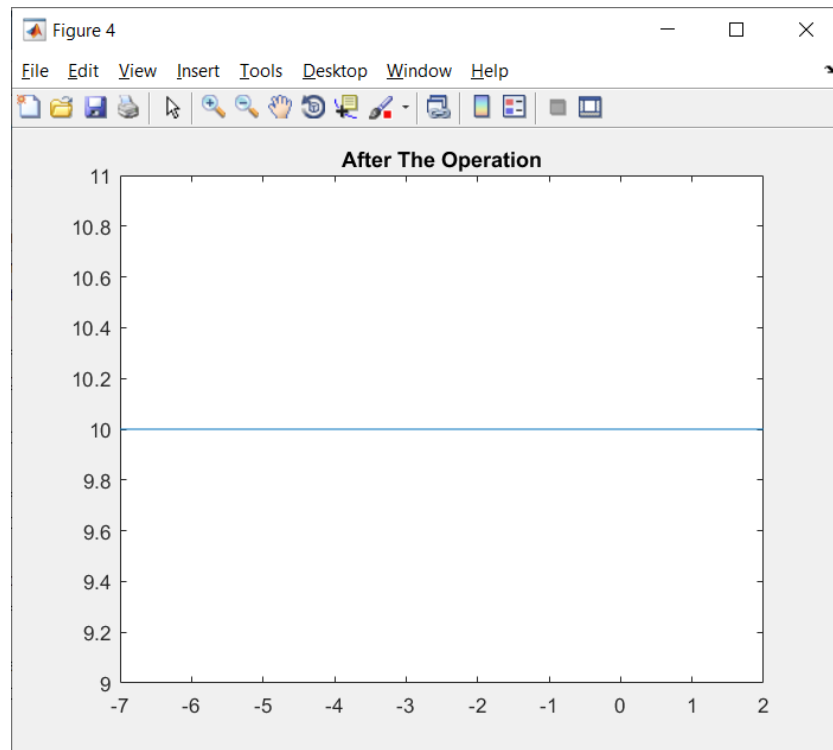 Figure 4
File Edit View Insert Tools Desktop Window Help
After The Operation
11
10.8
10.6
10.4
10.2
10
9.8
9.6
9.4
9.2
9
-7 -6 -5 -4 -3 -2 -1 0 1 2